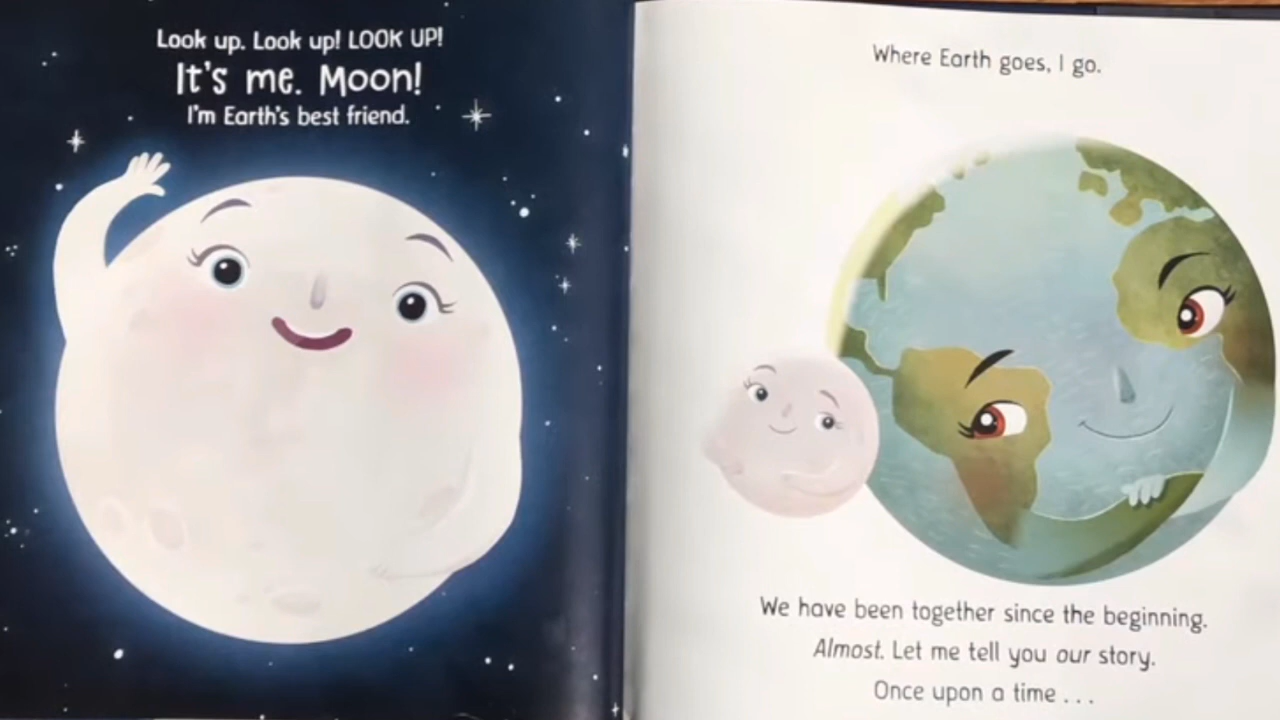 Look up. Look up! LOOK UP!
It's me. Moon!
I'm Earth's best friend.
Where Earth goes, I go.
We have been together since the beginning.
Almost. Let me tell you our story.
Once upon a time . . .